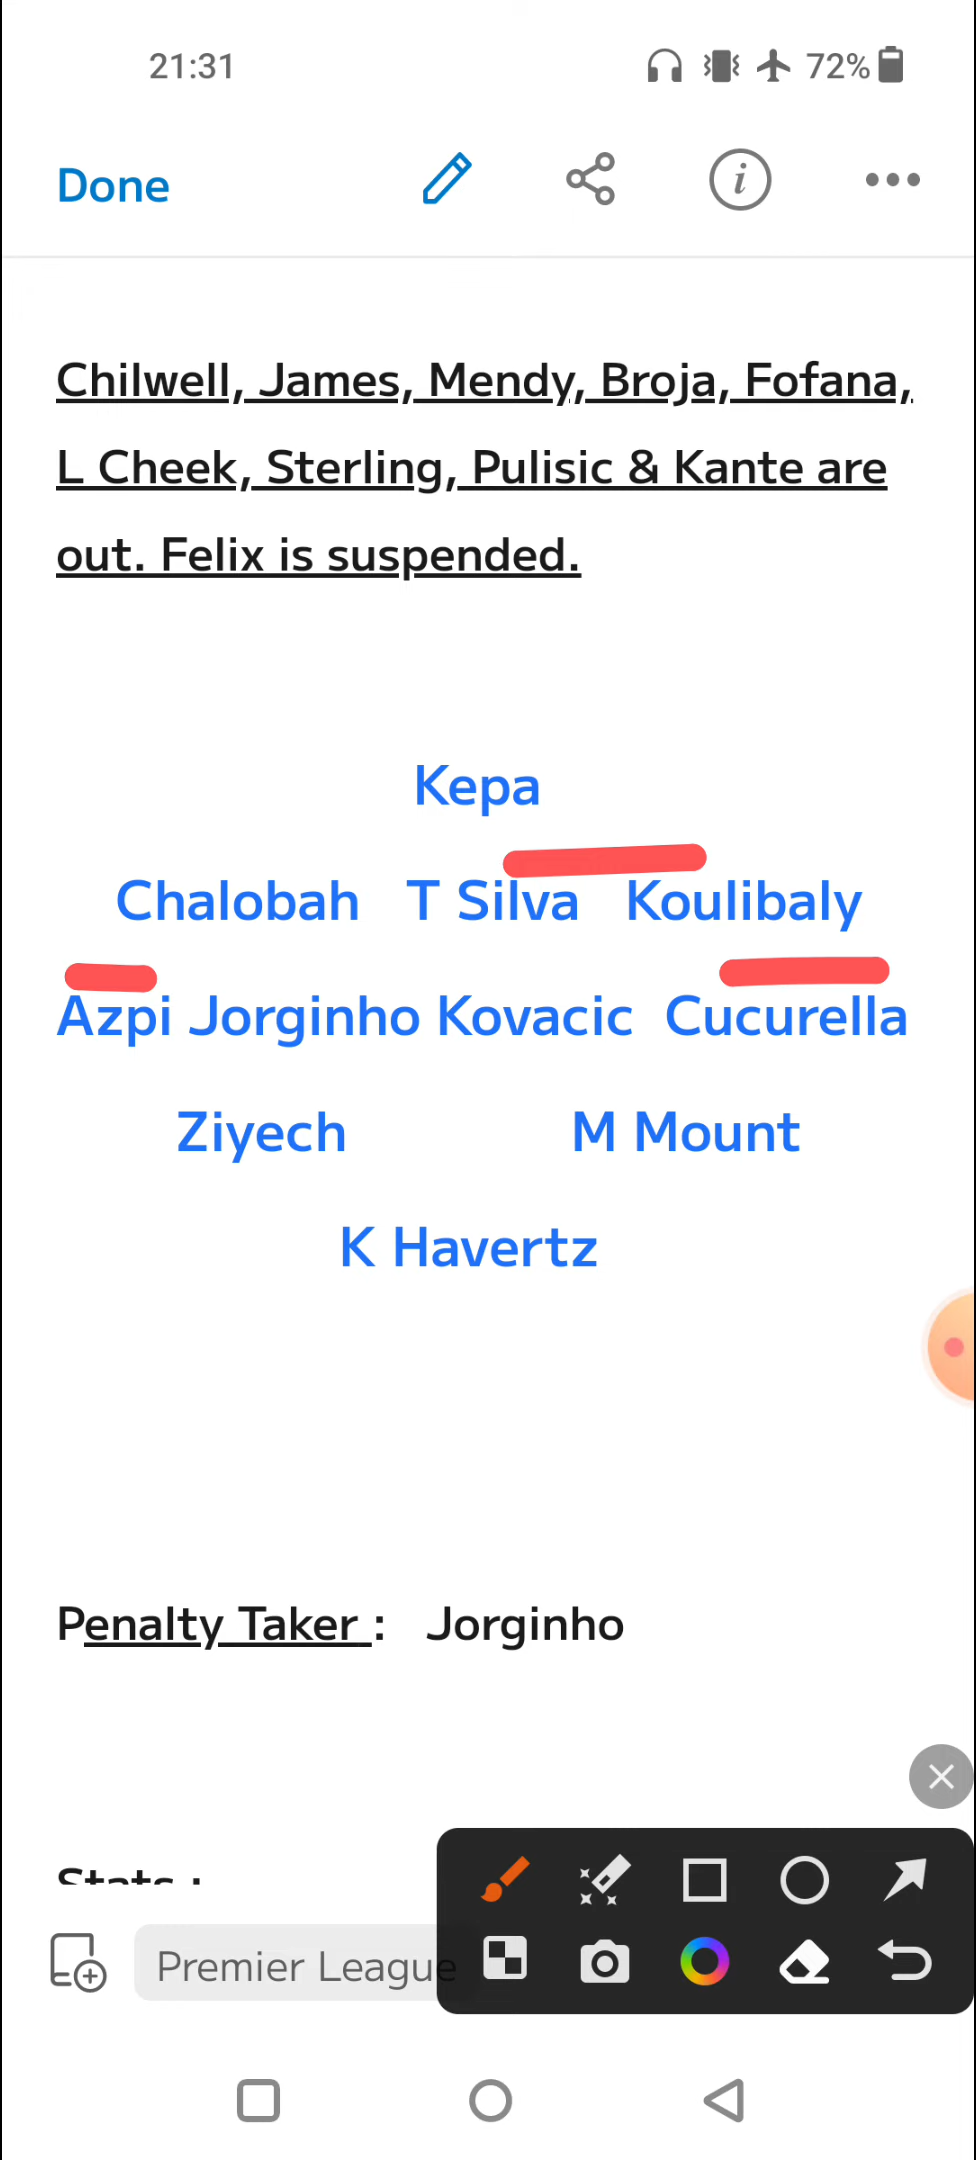 21:31
72%
Done
Chilwell, James, Mendy, Broja, Fofana,
L Cheek, Sterling, Pulisic & Kante are
out. Felix is suspended.
Kepa
Chalobah T Silva Koulibaly
Azpi Jorginho Kovacic Cucurella
Ziyech M Mount
K Havertz
Penalty Taker : Jorginho
Stats :
Premier League